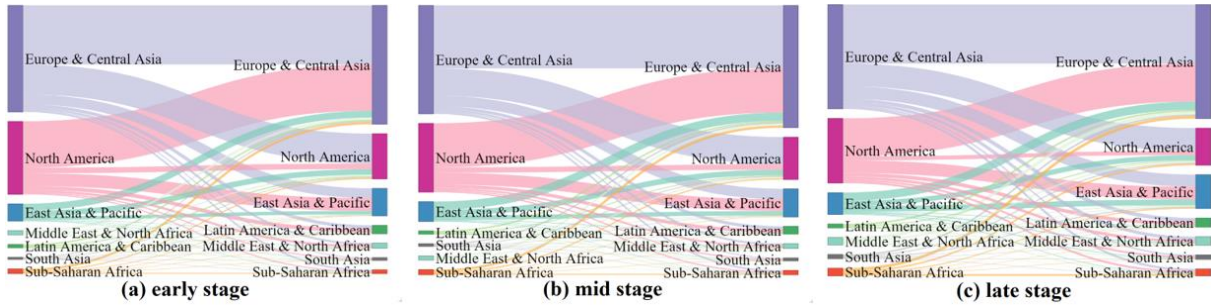 Europe & Central Asia
North America
East Asia & Pacific
Middle East & North Africa
Latin America & Caribbean
South Asia
Sub-Saharan Africa
Europe & Central Asia
North America
East Asia & Pacific
Latin America & Caribbean
Middle East & North Africa
South Asia
Sub-Saharan Africa
(a) early stage
Europe & Central Asia
North America
East Asia & Pacific
Latin America & Caribbean
South Asia
Middle East & North Africa
Sub-Saharan Africa
Europe & Central Asia
North America
East Asia & Pacific
Latin America & Caribbean
Middle East & North Africa
South Asia
Sub-Saharan Africa
(b) mid stage
Europe & Central Asia
North America
East Asia & Pacific
Latin America & Caribbean
Middle East & North Africa
South Asia
Sub-Saharan Africa
Europe & Central Asia
North America
East Asia & Pacific
Latin America & Caribbean
Middle East & North Africa
South Asia
Sub-Saharan Africa
(c) late stage